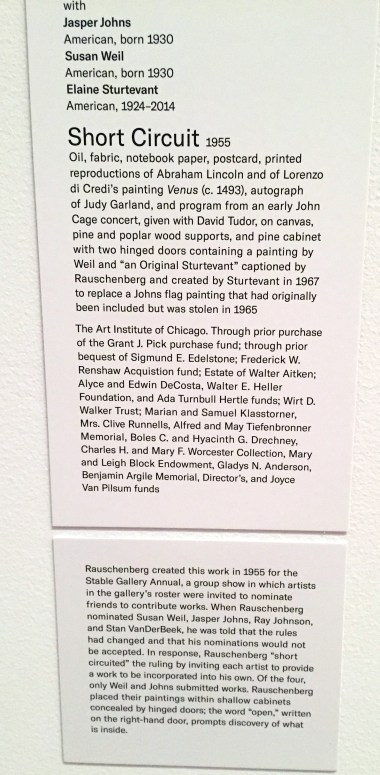 with
Jasper Johns
American, born 1930
Susan Weil
American, born 1930
Elaine Sturtevant
American, 1924–2014
Short Circuit 1955
Oil, fabric, notebook paper, postcard, printed
reproductions of Abraham Lincoln and of Lorenzo
di Credi's painting Venus (c. 1493), autograph
of Judy Garland, and program from an early John
Cage concert, given with David Tudor, on canvas,
pine and poplar wood supports, and pine cabinet
with two hinged doors containing a painting by
Weil and “an Original Sturtevant” captioned by
Rauschenberg and created by Sturtevant in 1967
to replace a Johns flag painting that had originally
been included but was stolen in 1965
The Art Institute of Chicago. Through prior purchase
of the Grant J. Pick purchase fund; through prior
bequest of Sigmund E. Edelstone; Frederick W.
Renshaw Acquistion fund; Estate of Walter Aitken;
Alyce and Edwin DeCosta, Walter E. Heller
Foundation, and Ada Turnbull Hertle funds; Wirt D.
Walker Trust; Marian and Samuel Klasstorner,
Mrs. Clive Runnells, Alfred and May Tiefenbronner
Memorial, Boles C. and Hyacinth G. Drechney,
Charles H. and Mary F. Worcester Collection, Mary
and Leigh Block Endowment, Gladys N. Anderson,
Benjamin Argile Memorial, Director's, and Joyce
Van Pilsum funds
Rauschenberg created this work in 1955 for the
Stable Gallery Annual, a group show in which artists
in the gallery's roster were invited to nominate
friends to contribute works. When Rauschenberg
nominated Susan Weil, Jasper Johns, Ray Johnson,
and Stan VanDerBeek, he was told that the rules
had changed and that his nominations would not
be accepted. In response, Rauschenberg “short
circuited” the ruling by inviting each artist to provide
a work to be incorporated into his own. Of the four,
only Weil and Johns submitted works. Rauschenberg
placed their paintings within shallow cabinets
concealed by hinged doors; the word “open,” written
on the right-hand door, prompts discovery of what
is inside.